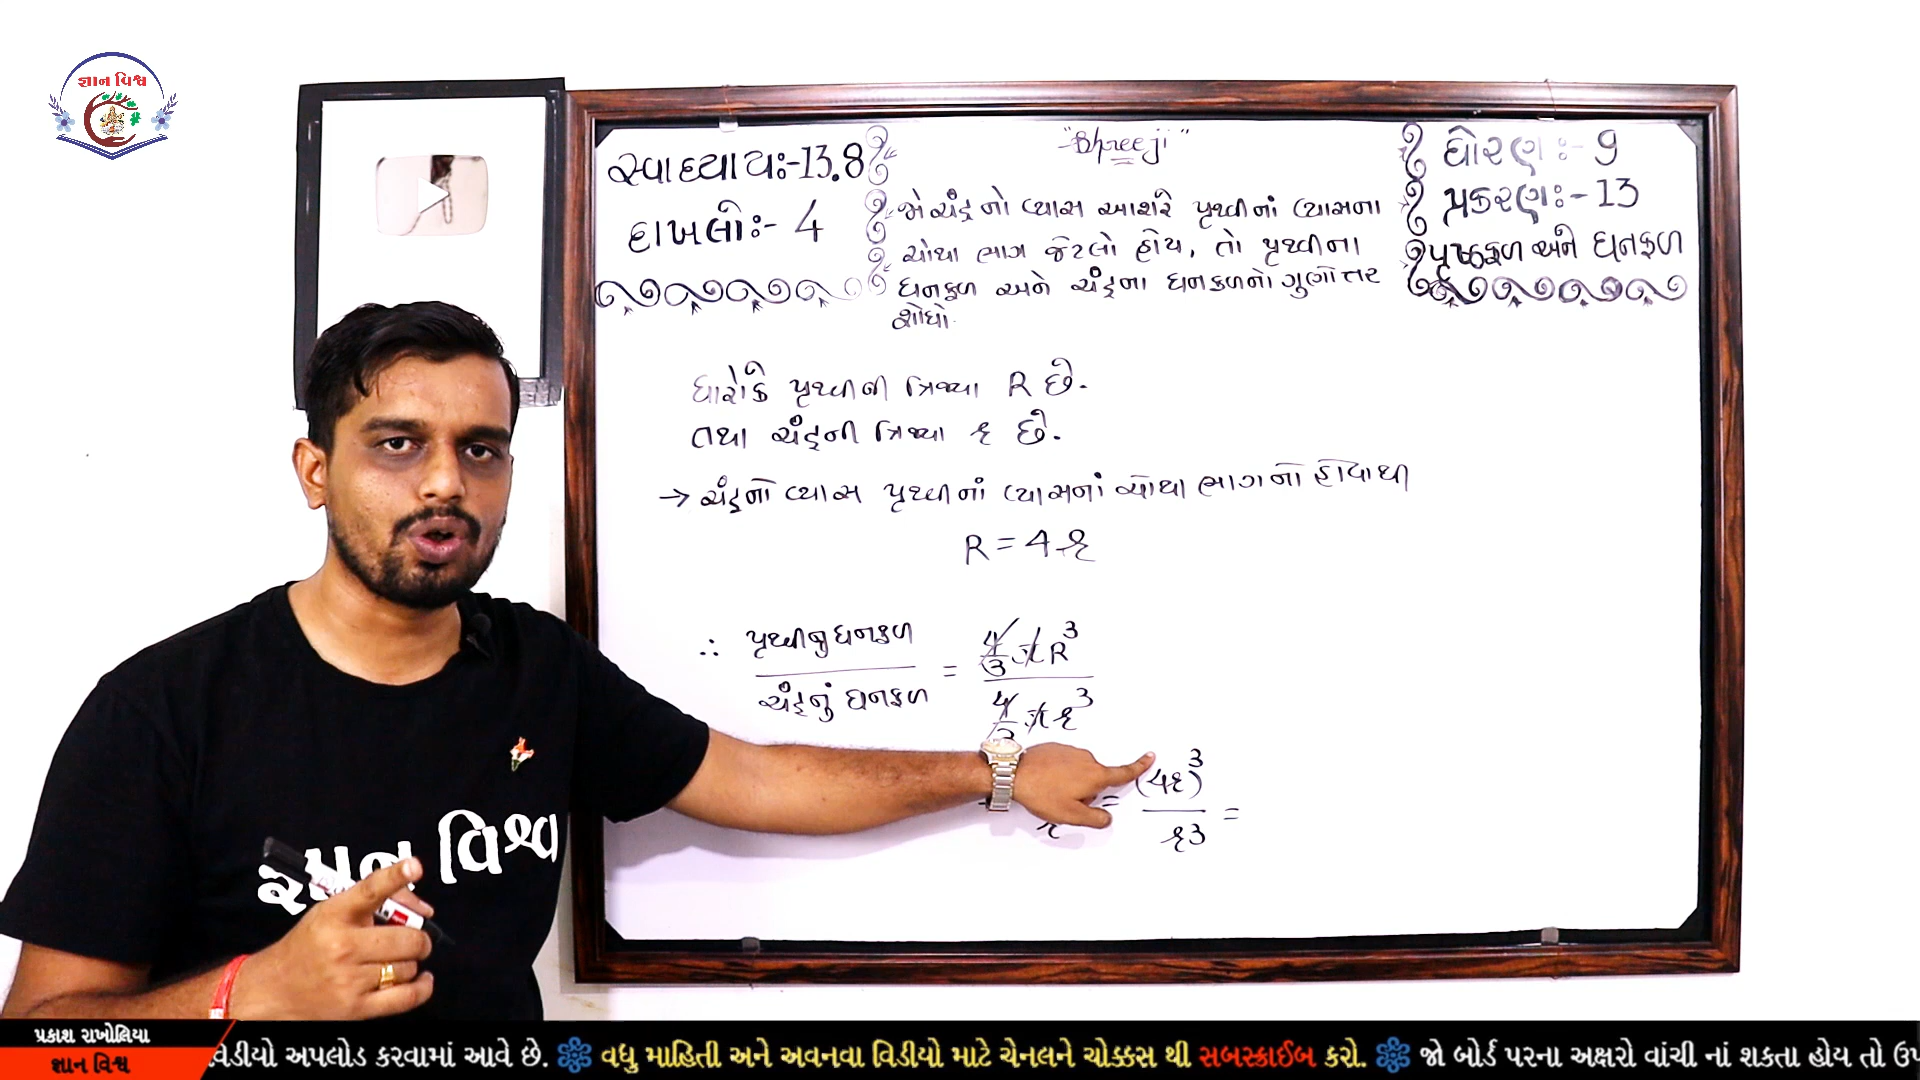 જ્ઞાન વિશ્વ
"Shreeji"
સ્વાધ્યાયઃ-13.8
દાખલોઃ- 4
જો ચંદ્રનો વ્યાસ આશરે પૃથ્વીનાં વ્યાસના
ચોથા ભાગ જેટલો હોય, તો પૃથ્વીના
ઘનફળ અને ચંદ્રના ઘનફળનો ગુણોત્તર
શોધો.
ધોરણઃ- 9
પ્રકરણઃ- 13
પૃષ્ઠફળ અને ઘનફળ
ધારોકે પૃથ્વીની ત્રિજ્યા R છે.
તથા ચંદ્રની ત્રિજ્યા r છે.
→ ચંદ્રનો વ્યાસ પૃથ્વીનાં વ્યાસનાં ચોથા ભાગનો હોવાથી
R = 4r
∴ પૃથ્વીનુ ઘનફળ / ચંદ્રનું ઘનફળ = 4/3 π R³ / 4/3 π r³
= (4r)³ / r3 =
વિશ્વ
પ્રકાશ રાખોલિયા
જ્ઞાન વિશ્વ
વિડીયો અપલોડ કરવામાં આવે છે. વધુ માહિતી અને અવનવા વિડીયો માટે ચેનલને ચોક્કસ થી સબસ્ક્રાઈબ કરો. જો બોર્ડ પરના અક્ષરો વાંચી નાં શકતા હોય તો